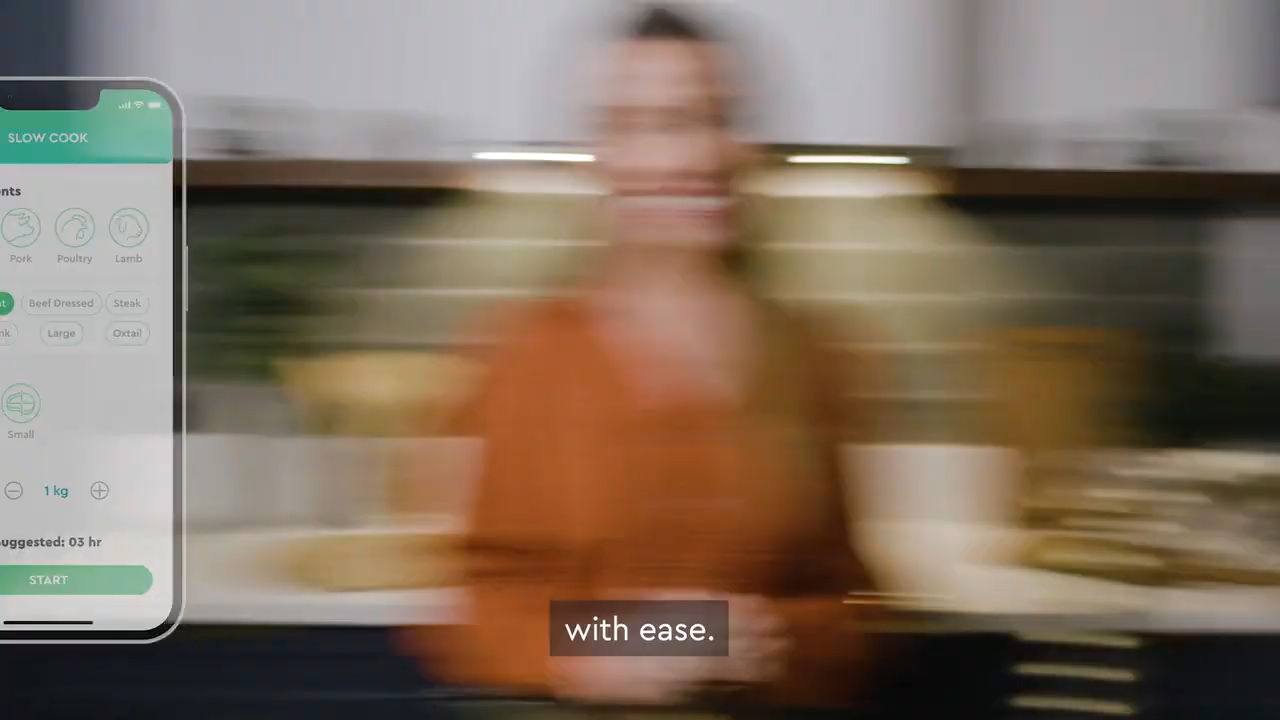 SLOW COOK
nts
Pork Poultry Lamb
Beef Dressed Steak
nk Large Oxtail
Small
1 kg
uggested: 03 hr
START
with ease.